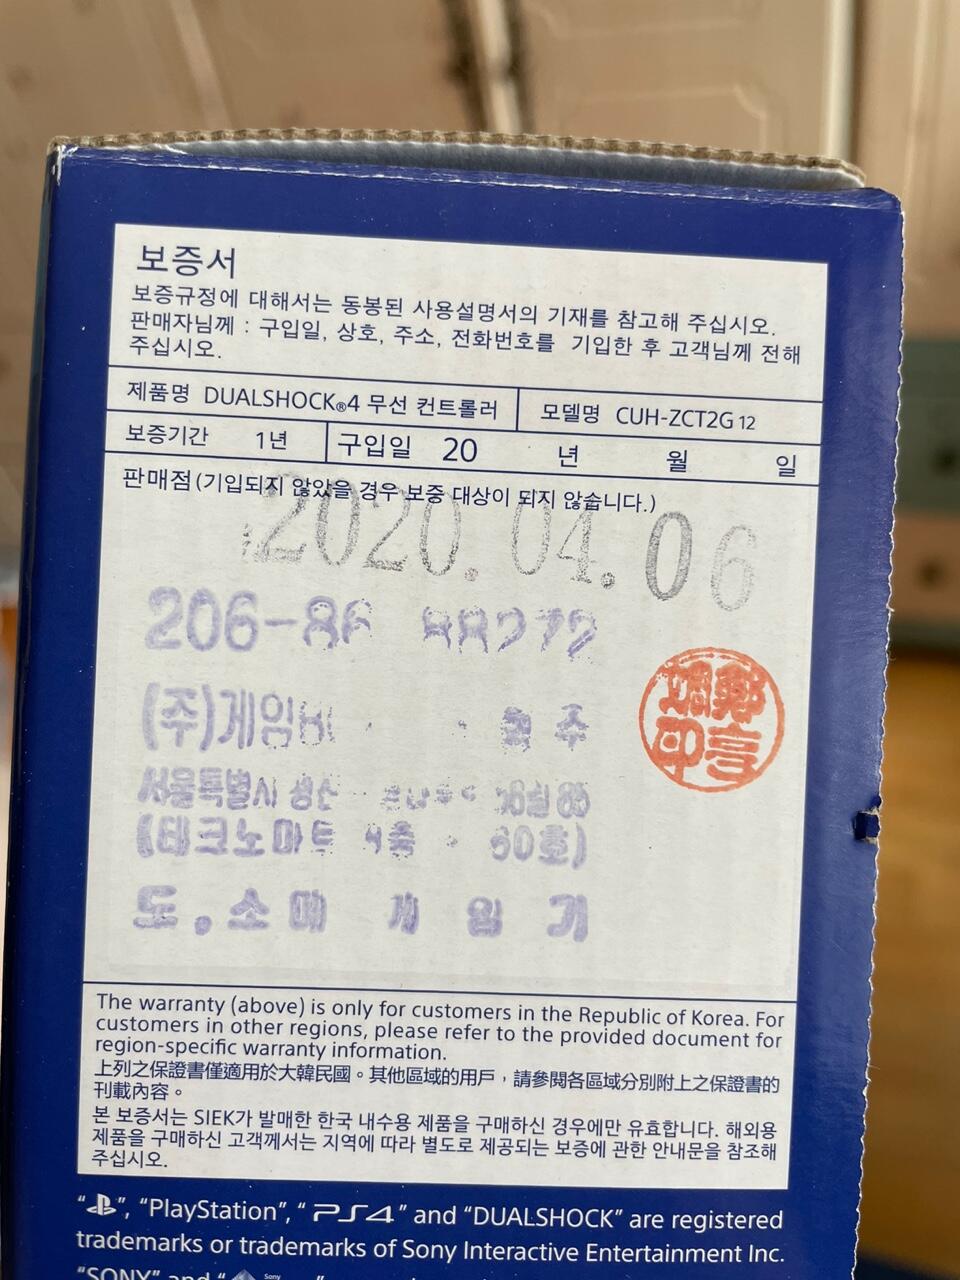 보증서
보증규정에 대해서는 동봉된 사용설명서의 기재를 참고해 주십시오.
판매자님께 : 구입일, 상호, 주소, 전화번호를 기입한 후 고객님께 전해
주십시오.
제품명 DUALSHOCK®4 무선 컨트롤러 모델명 CUH-ZCT2G 12
보증기간 1년 구입일 20 년 월 일
판매점(기입되지 않았을 경우 보증 대상이 되지 않습니다.)
2020.04.06
206-86
(주)게임
서울특별시
(테크노마트
도.소매 게임기
The warranty (above) is only for customers in the Republic of Korea. For
customers in other regions, please refer to the provided document for
region-specific warranty information.
上列之保證書僅適用於大韓民國。其他區域的用戶，請參閱各區域分別附上之保證書的
刊載內容。
본 보증서는 SIEK가 발매한 한국 내수용 제품을 구매하신 경우에만 유효합니다. 해외용
제품을 구매하신 고객께서는 지역에 따라 별도로 제공되는 보증에 관한 안내문을 참조해
주십시오.
“ ”, “PlayStation”, “PS4” and “DUALSHOCK” are registered
trademarks or trademarks of Sony Interactive Entertainment Inc.
“SONY” and “